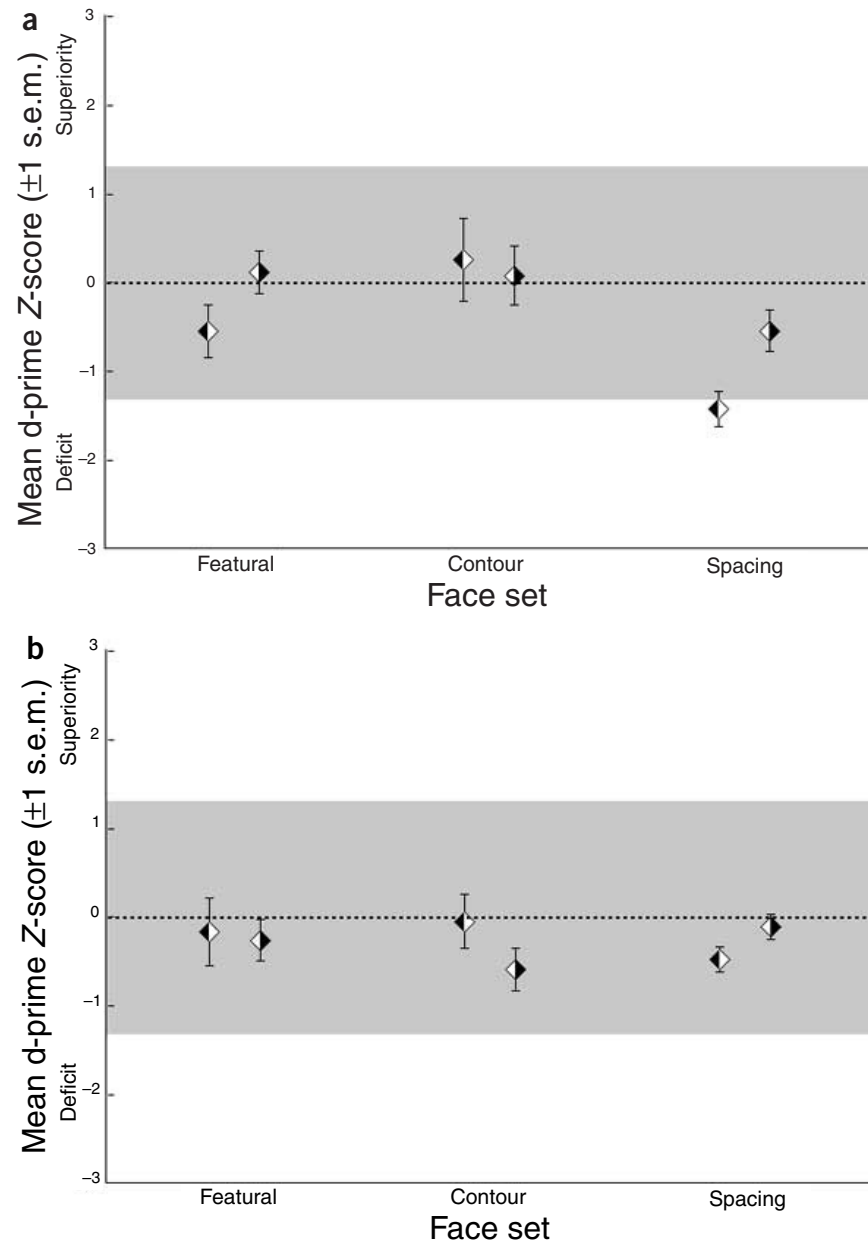 a
Mean d-prime Z-score (±1 s.e.m.)
Superiority
Deficit
3
2
1
0
–1
–2
–3
Featural
Contour
Spacing
Face set
b
Mean d-prime Z-score (±1 s.e.m.)
Superiority
Deficit
3
2
1
0
–1
–2
–3
Featural
Contour
Spacing
Face set